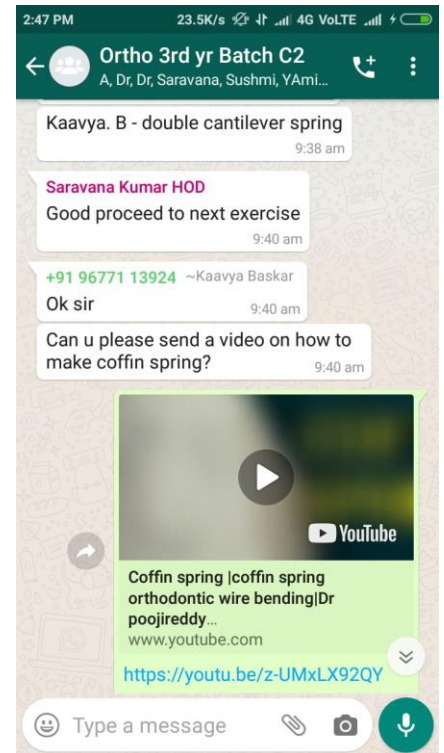 2:47 PM 23.5K/s 4G VoLTE
Ortho 3rd yr Batch C2
A, Dr, Dr, Saravana, Sushmi, YAmi...
Kaavya. B - double cantilever spring
9:38 am
Saravana Kumar HOD
Good proceed to next exercise
9:40 am
+91 96771 13924 ~Kaavya Baskar
Ok sir
9:40 am
Can u please send a video on how to
make coffin spring?
9:40 am
YouTube
Coffin spring |coffin spring
orthodontic wire bending|Dr
poojireddy...
www.youtube.com
https://youtu.be/z-UMxLX92QY
Type a message